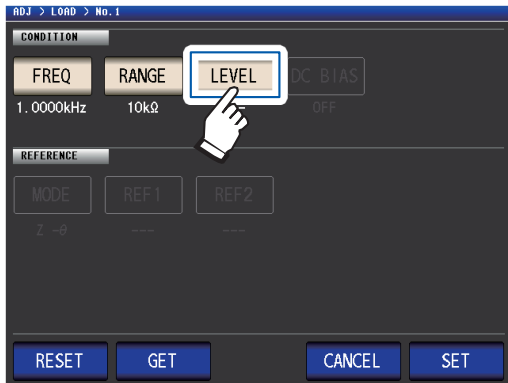 ADJ > LOAD > No.1
CONDITION
FREQ RANGE LEVEL DC BIAS
1.0000kHz 10kΩ OFF
REFERENCE
MODE REF1 REF2
Z -θ --- ---
RESET GET CANCEL SET